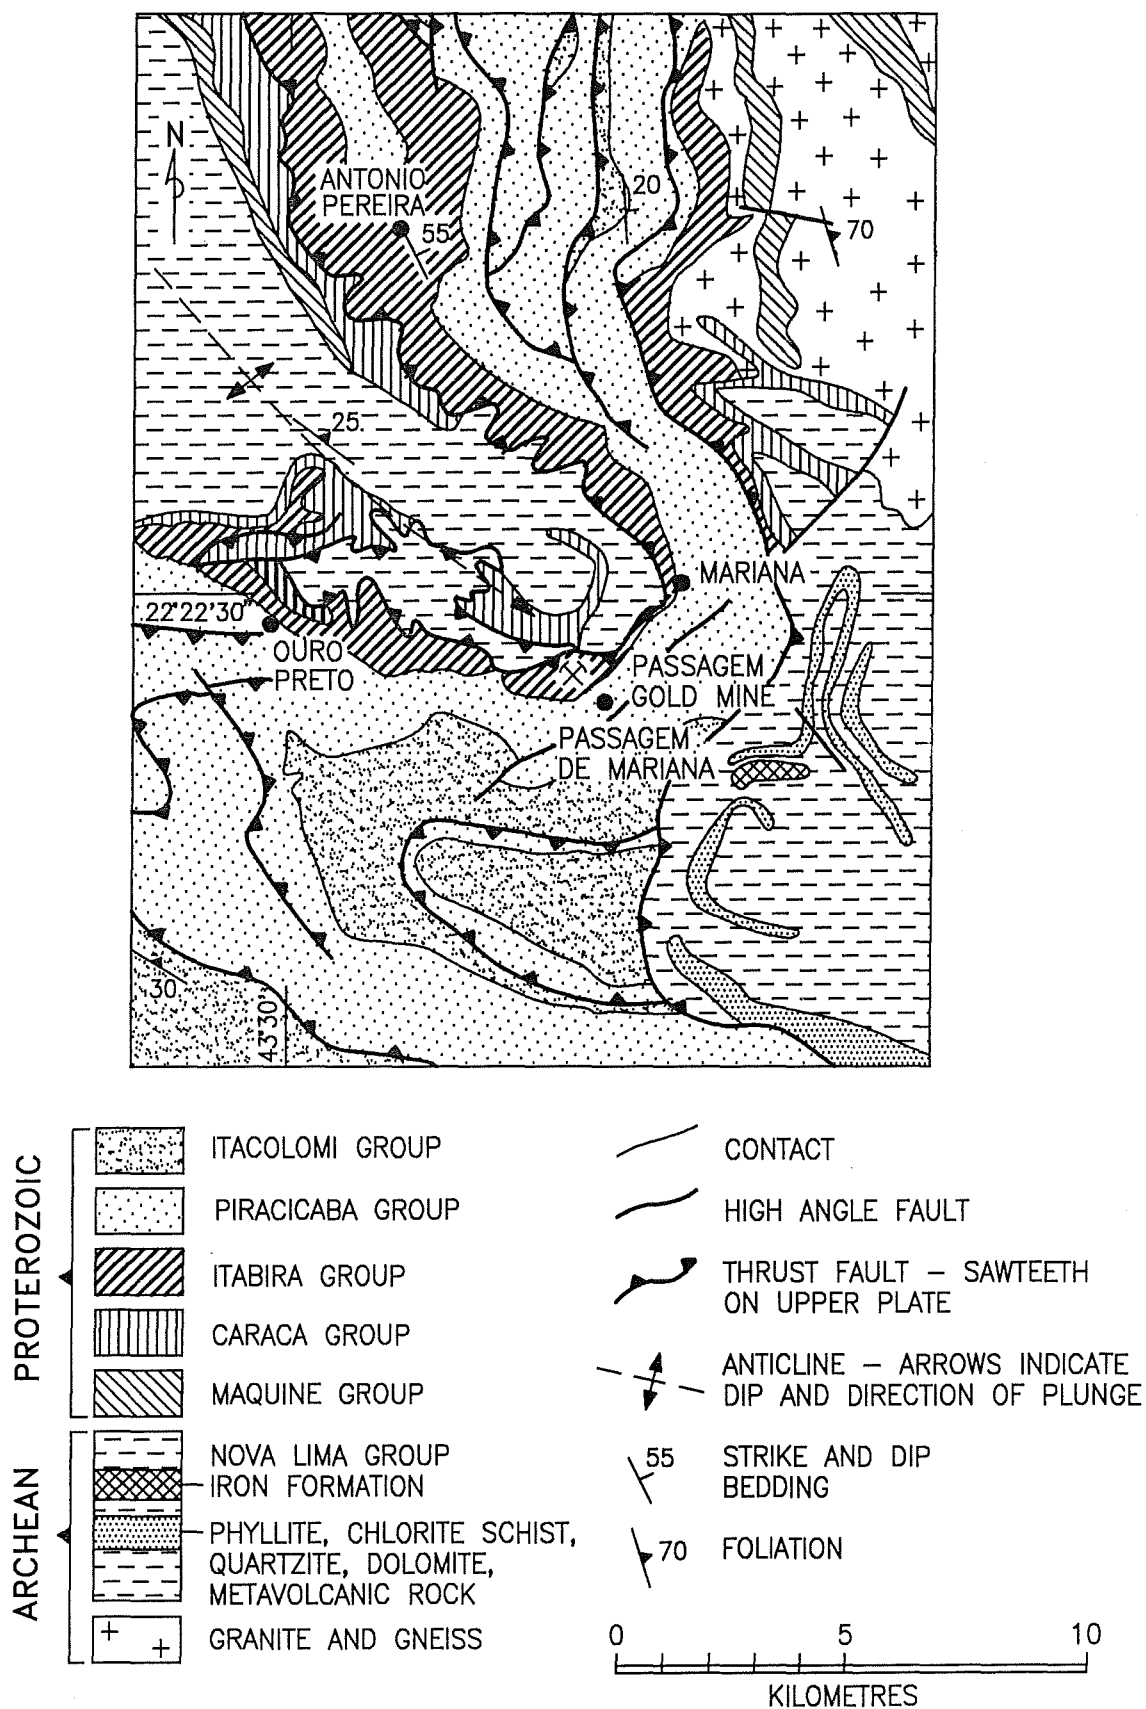 N
ANTONIO
PEREIRA
55
20
70
25
MARIANA
22°22'30"
OURO
PRETO
PASSAGEM
GOLD MINE
PASSAGEM
DE MARIANA
30
43°30'
PROTEROZOIC
ITACOLOMI GROUP
PIRACICABA GROUP
ITABIRA GROUP
CARACA GROUP
MAQUINE GROUP
ARCHEAN
NOVA LIMA GROUP
IRON FORMATION
PHYLLITE, CHLORITE SCHIST,
QUARTZITE, DOLOMITE,
METAVOLCANIC ROCK
GRANITE AND GNEISS
CONTACT
HIGH ANGLE FAULT
THRUST FAULT – SAWTEETH
ON UPPER PLATE
ANTICLINE – ARROWS INDICATE
DIP AND DIRECTION OF PLUNGE
55 STRIKE AND DIP
BEDDING
70 FOLIATION
0 5 10
KILOMETRES